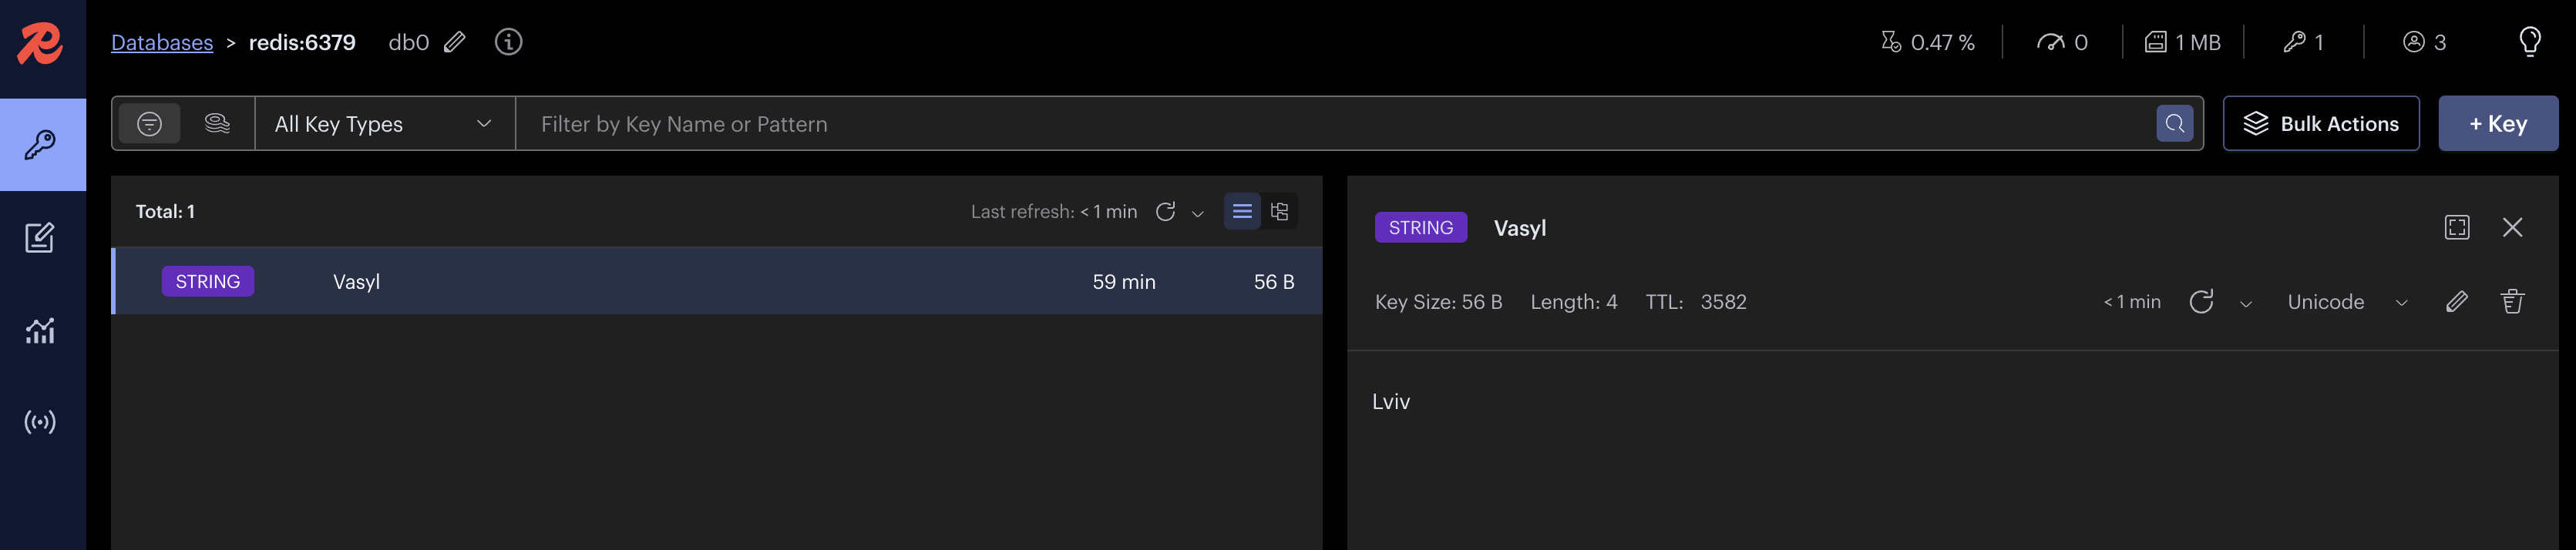 Databases > redis:6379 db0 0.47 % 0 1 MB 1 3
All Key Types Filter by Key Name or Pattern Bulk Actions + Key
Total: 1 Last refresh: < 1 min
STRING Vasyl 59 min 56 B
STRING Vasyl
Key Size: 56 B Length: 4 TTL: 3582 < 1 min Unicode
Lviv